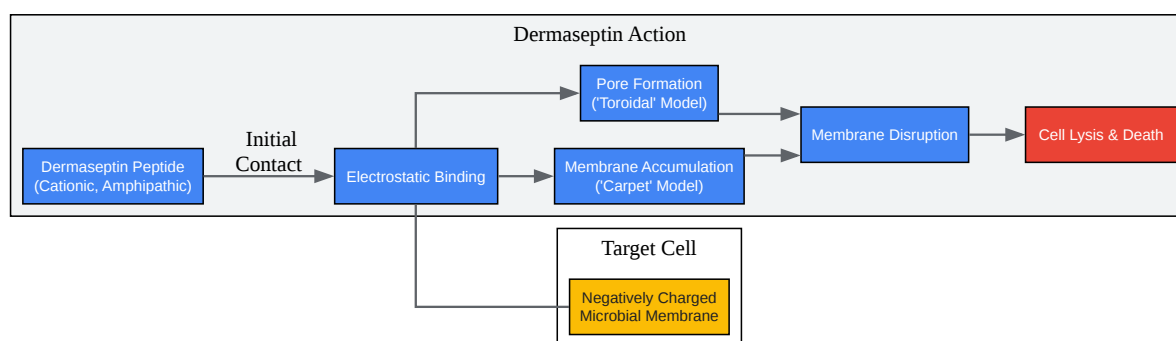 Dermaseptin Action
Pore Formation
('Toroidal' Model)
Initial
Contact
Membrane Disruption
Cell Lysis & Death
Dermaseptin Peptide
(Cationic, Amphipathic)
Electrostatic Binding
Membrane Accumulation
('Carpet' Model)
Target Cell
Negatively Charged
Microbial Membrane